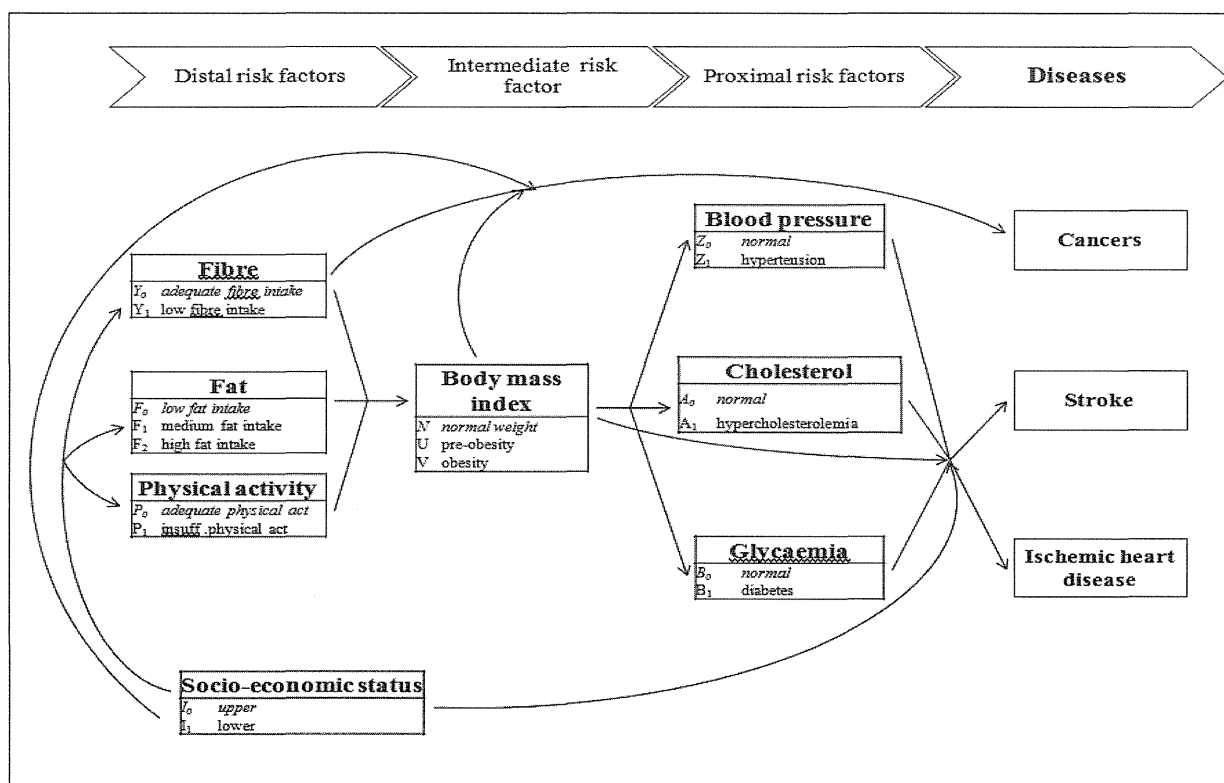 Distal risk factors
Intermediate risk
factor
Proximal risk factors
Diseases
Blood pressure
Z₀ normal
Z₁ hypertension
Cancers
Fibre
Y₀ adequate fibre intake
Y₁ low fibre intake
Fat
F₀ low fat intake
F₁ medium fat intake
F₂ high fat intake
Body mass
index
N normal weight
U pre-obesity
V obesity
Cholesterol
A₀ normal
A₁ hypercholesterolemia
Stroke
Physical activity
P₀ adequate physical act
P₁ insuff .physical act
Glycaemia
B₀ normal
B₁ diabetes
Ischemic heart
disease
Socio-economic status
I₀ upper
I₁ lower